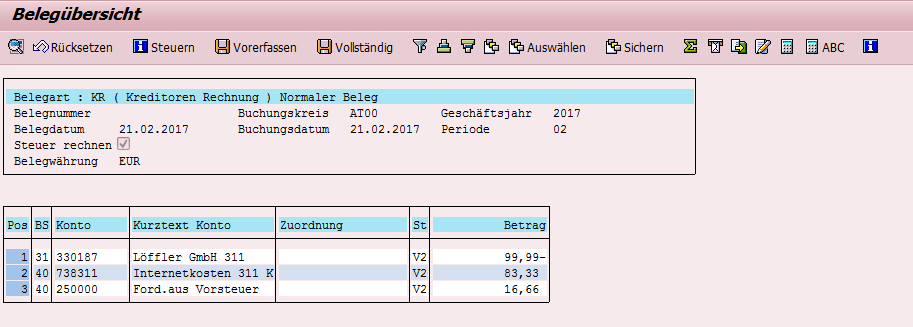 Belegübersicht
Rücksetzen Steuern Vorerfassen Vollständig Auswählen Sichern ABC
Belegart : KR ( Kreditoren Rechnung ) Normaler Beleg
Belegnummer Buchungskreis AT00 Geschäftsjahr 2017
Belegdatum 21.02.2017 Buchungsdatum 21.02.2017 Periode 02
Steuer rechnen
Belegwährung EUR
Pos BS Konto Kurztext Konto Zuordnung St Betrag
1 31 330187 Löffler GmbH 311 V2 99,99-
2 40 738311 Internetkosten 311 K V2 83,33
3 40 250000 Ford.aus Vorsteuer V2 16,66